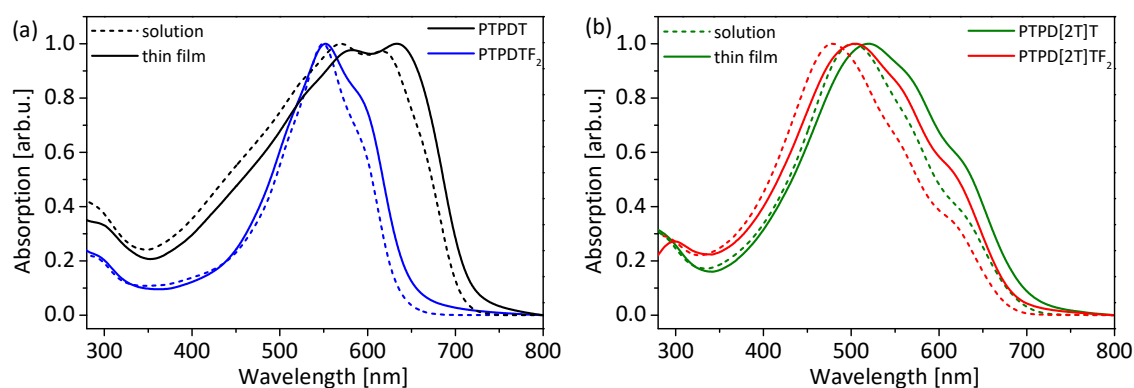 (a)
solution
thin film
PTPDT
PTPDTF₂
1.0
0.8
0.6
0.4
0.2
0.0
Absorption [arb.u.]
300 400 500 600 700 800
Wavelength [nm]
(b)
solution
thin film
PTPD[2T]T
PTPD[2T]TF₂
1.0
0.8
0.6
0.4
0.2
0.0
Absorption [arb.u.]
300 400 500 600 700 800
Wavelength [nm]